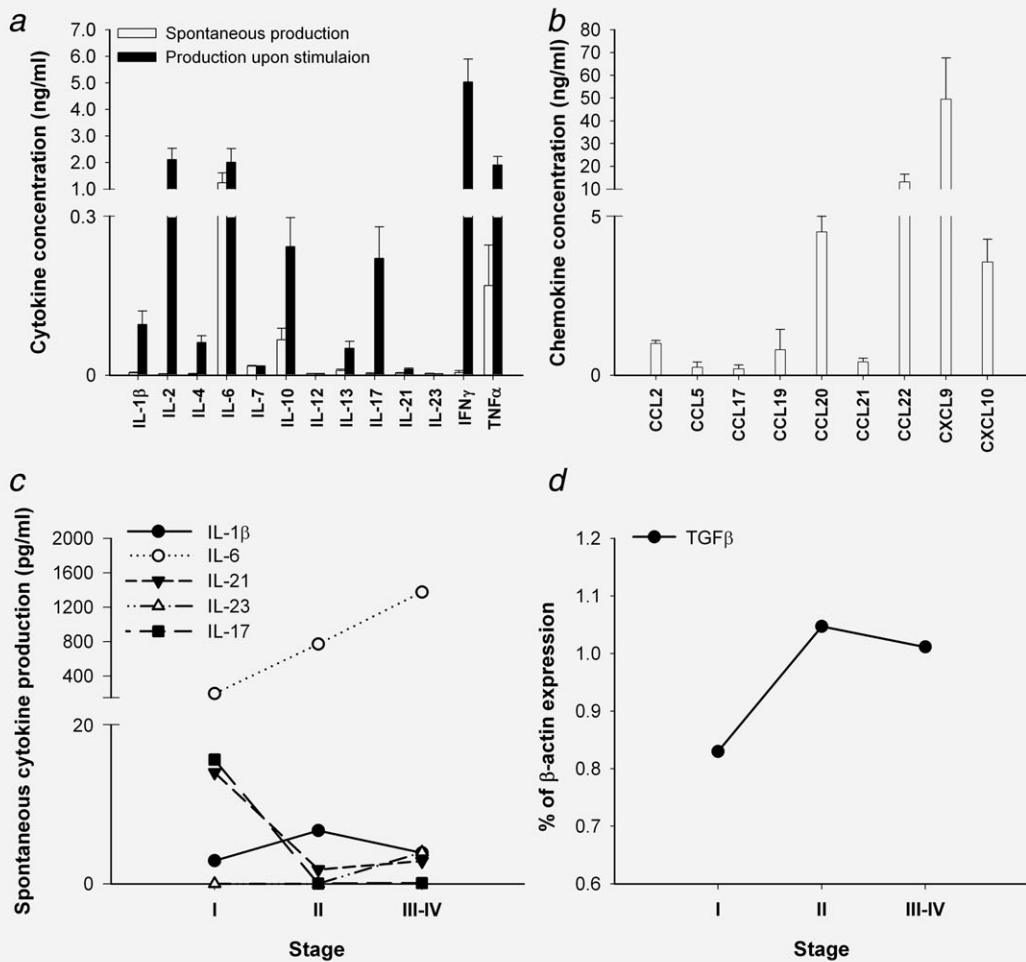 a
Spontaneous production
Production upon stimulaion
Cytokine concentration (ng/ml)
7.0
6.0
5.0
4.0
3.0
2.0
1.0
0.3
0
IL-1β
IL-2
IL-4
IL-6
IL-7
IL-10
IL-12
IL-13
IL-17
IL-21
IL-23
IFNγ
TNFα
b
Chemokine concentration (ng/ml)
80
70
60
50
40
30
20
10
5
0
CCL2
CCL5
CCL17
CCL19
CCL20
CCL21
CCL22
CXCL9
CXCL10
c
IL-1β
IL-6
IL-21
IL-23
IL-17
Spontaneous cytokine production (pg/ml)
2000
1600
1200
800
400
20
0
I
II
III-IV
Stage
d
TGFβ
% of β-actin expression
1.2
1.1
1.0
0.9
0.8
0.7
0.6
I
II
III-IV
Stage